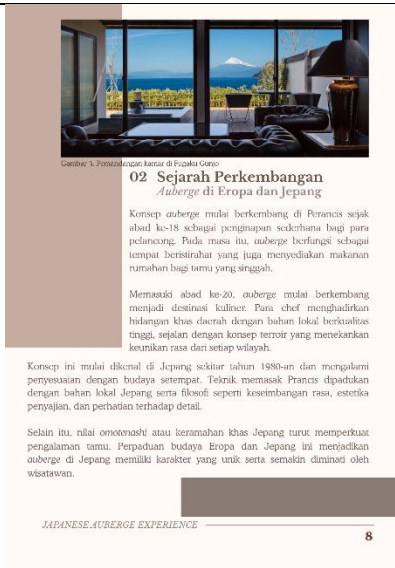 Gambar 3. Pemandangan kamar di Fugaku Gunjo
02 Sejarah Perkembangan
Auberge di Eropa dan Jepang
Konsep auberge mulai berkembang di Perancis sejak
abad ke-18 sebagai penginapan sederhana bagi para
pelancong. Pada masa itu, auberge berfungsi sebagai
tempat beristirahat yang juga menyediakan makanan
rumahan bagi tamu yang singgah.
Memasuki abad ke-20, auberge mulai berkembang
menjadi destinasi kuliner. Para chef menghadirkan
hidangan khas daerah dengan bahan lokal berkualitas
tinggi, sejalan dengan konsep terroir yang menekankan
keunikan rasa dari setiap wilayah.
Konsep ini mulai dikenal di Jepang sekitar tahun 1980-an dan mengalami
penyesuaian dengan budaya setempat. Teknik memasak Prancis dipadukan
dengan bahan lokal Jepang serta filosofi seperti keseimbangan rasa, estetika
penyajian, dan perhatian terhadap detail.
Selain itu, nilai omotenashi atau keramahan khas Jepang turut memperkuat
pengalaman tamu. Perpaduan budaya Eropa dan Jepang ini menjadikan
auberge di Jepang memiliki karakter yang unik serta semakin diminati oleh
wisatawan.
JAPANESE AUBERGE EXPERIENCE
8